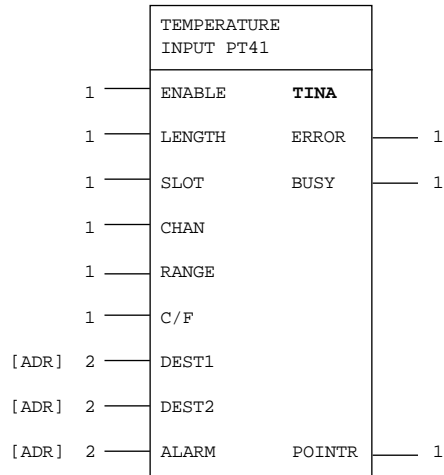 TEMPERATURE
INPUT PT41
1 ENABLE TINA
1 LENGTH ERROR 1
1 SLOT BUSY 1
1 CHAN
1 RANGE
1 C/F
[ADR] 2 DEST1
[ADR] 2 DEST2
[ADR] 2 ALARM POINTR 1